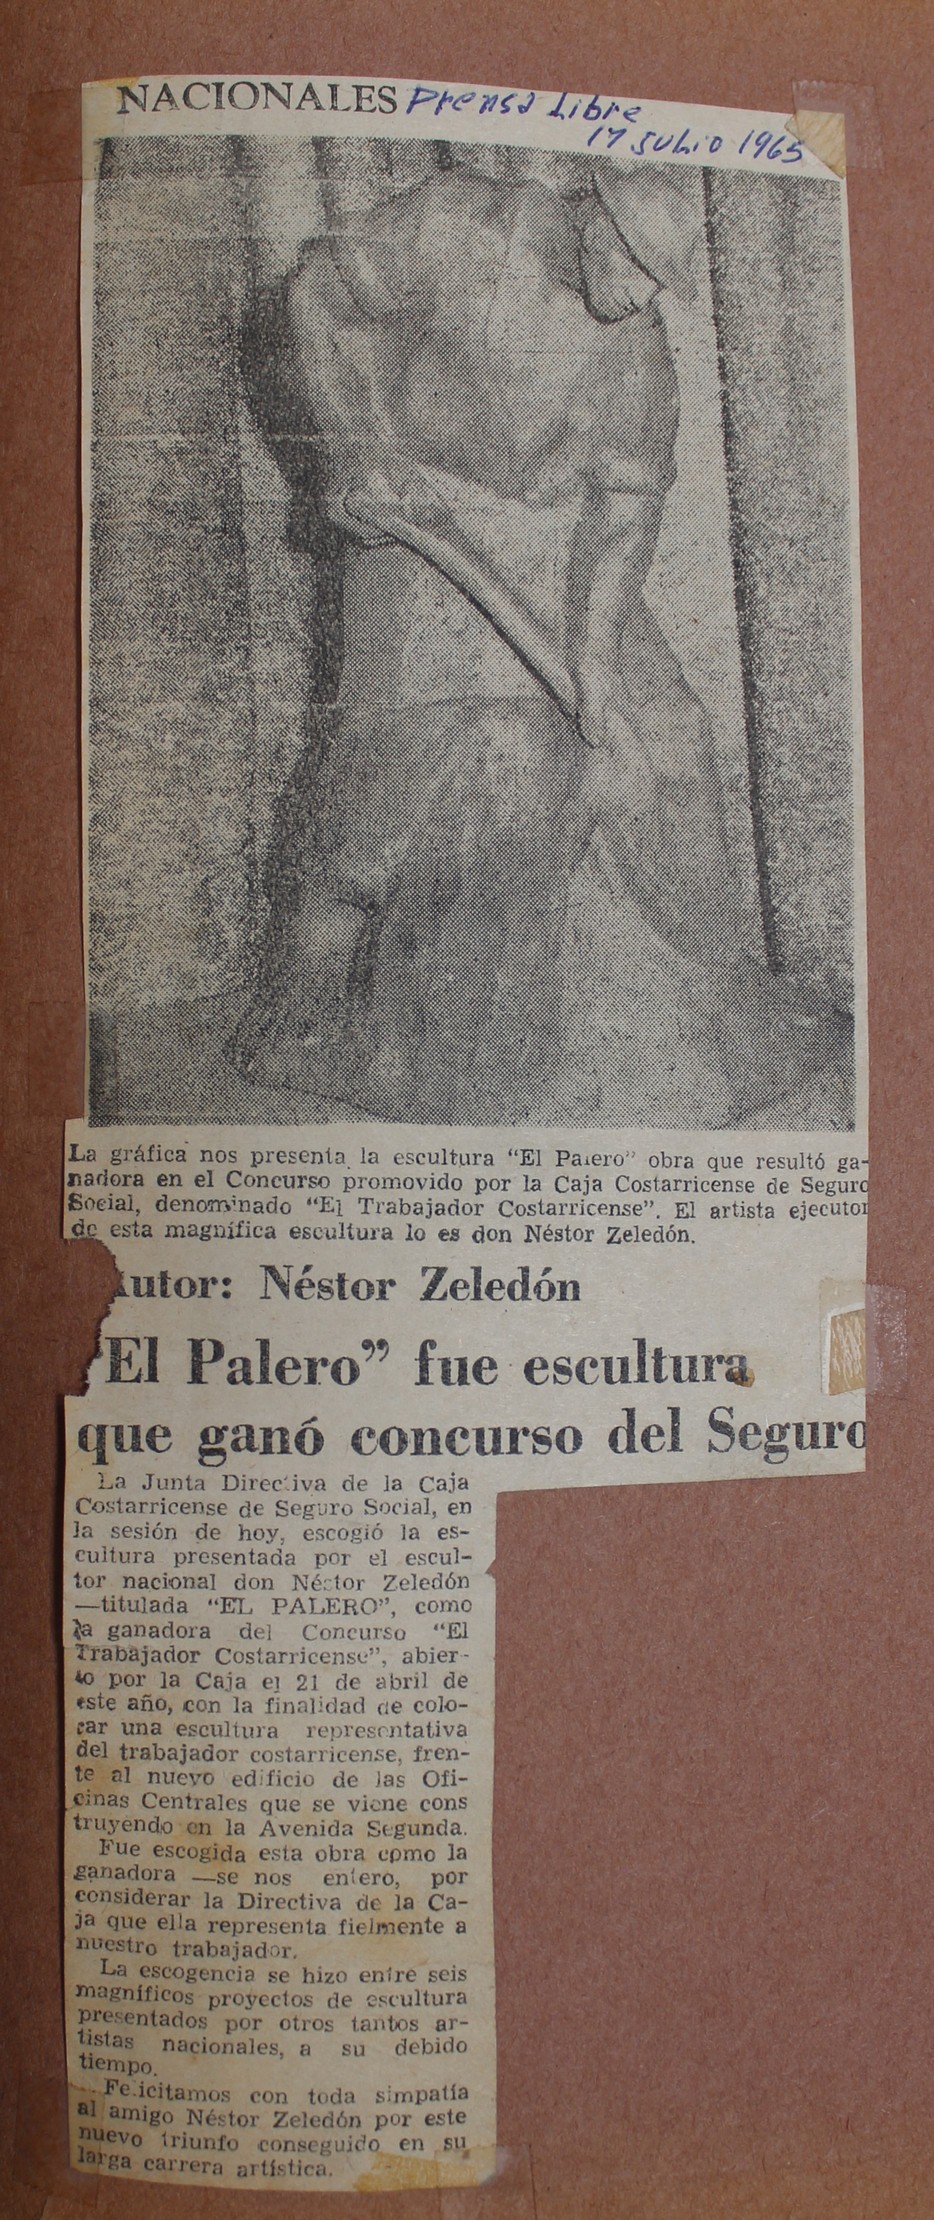 NACIONALES Prensa Libre
17 Julio 1965
La gráfica nos presenta la escultura “El Palero” obra que resultó ga-
nadora en el Concurso promovido por la Caja Costarricense de Seguro
Social, denominado “El Trabajador Costarricense”. El artista ejecutor
de esta magnífica escultura lo es don Néstor Zeledón.
Autor: Néstor Zeledón
“El Palero” fue escultura
que ganó concurso del Seguro
La Junta Directiva de la Caja
Costarricense de Seguro Social, en
la sesión de hoy, escogió la es-
cultura presentada por el escul-
tor nacional don Néstor Zeledón
—titulada “EL PALERO”, como
la ganadora del Concurso “El
Trabajador Costarricense”, abier-
to por la Caja el 21 de abril de
este año, con la finalidad de colo-
car una escultura representativa
del trabajador costarricense, fren-
te al nuevo edificio de las Ofi-
cinas Centrales que se viene cons
truyendo en la Avenida Segunda.
Fue escogida esta obra como la
ganadora —se nos entero, por
considerar la Directiva de la Ca-
ja que ella representa fielmente a
nuestro trabajador.
La escogencia se hizo entre seis
magníficos proyectos de escultura
presentados por otros tantos ar-
tistas nacionales, a su debido
tiempo.
Felicitamos con toda simpatía
al amigo Néstor Zeledón por este
nuevo triunfo conseguido en su
larga carrera artística.